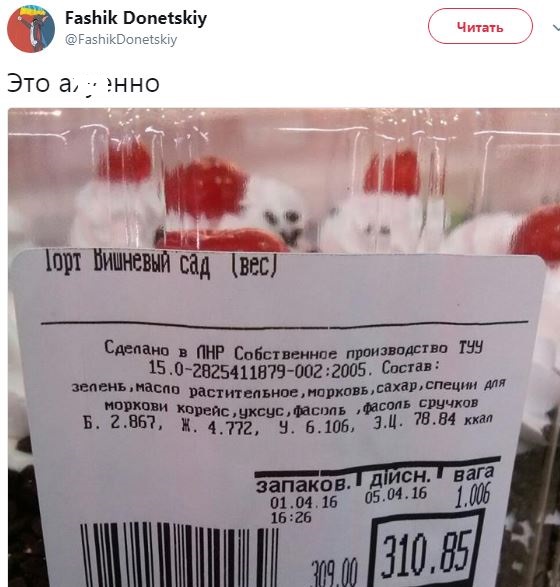 Fashik Donetskiy
@FashikDonetskiy
Читать
Это
Торт Вишневый сад (вес)
Сделано в ЛНР Собственное производство ТУУ
15.0-2825411879-002:2005. Состав:
зелень,масло растительное,морковь,сахар,специи для
моркови корейс,уксус,фасоль ,фасоль сручков
Б. 2.867, Ж. 4.772, У. 6.106, Э.Ц. 78.84 ккал
запаков. дійсн. вага
01.04.16 05.04.16 1.006
16:26
309.00 310.85